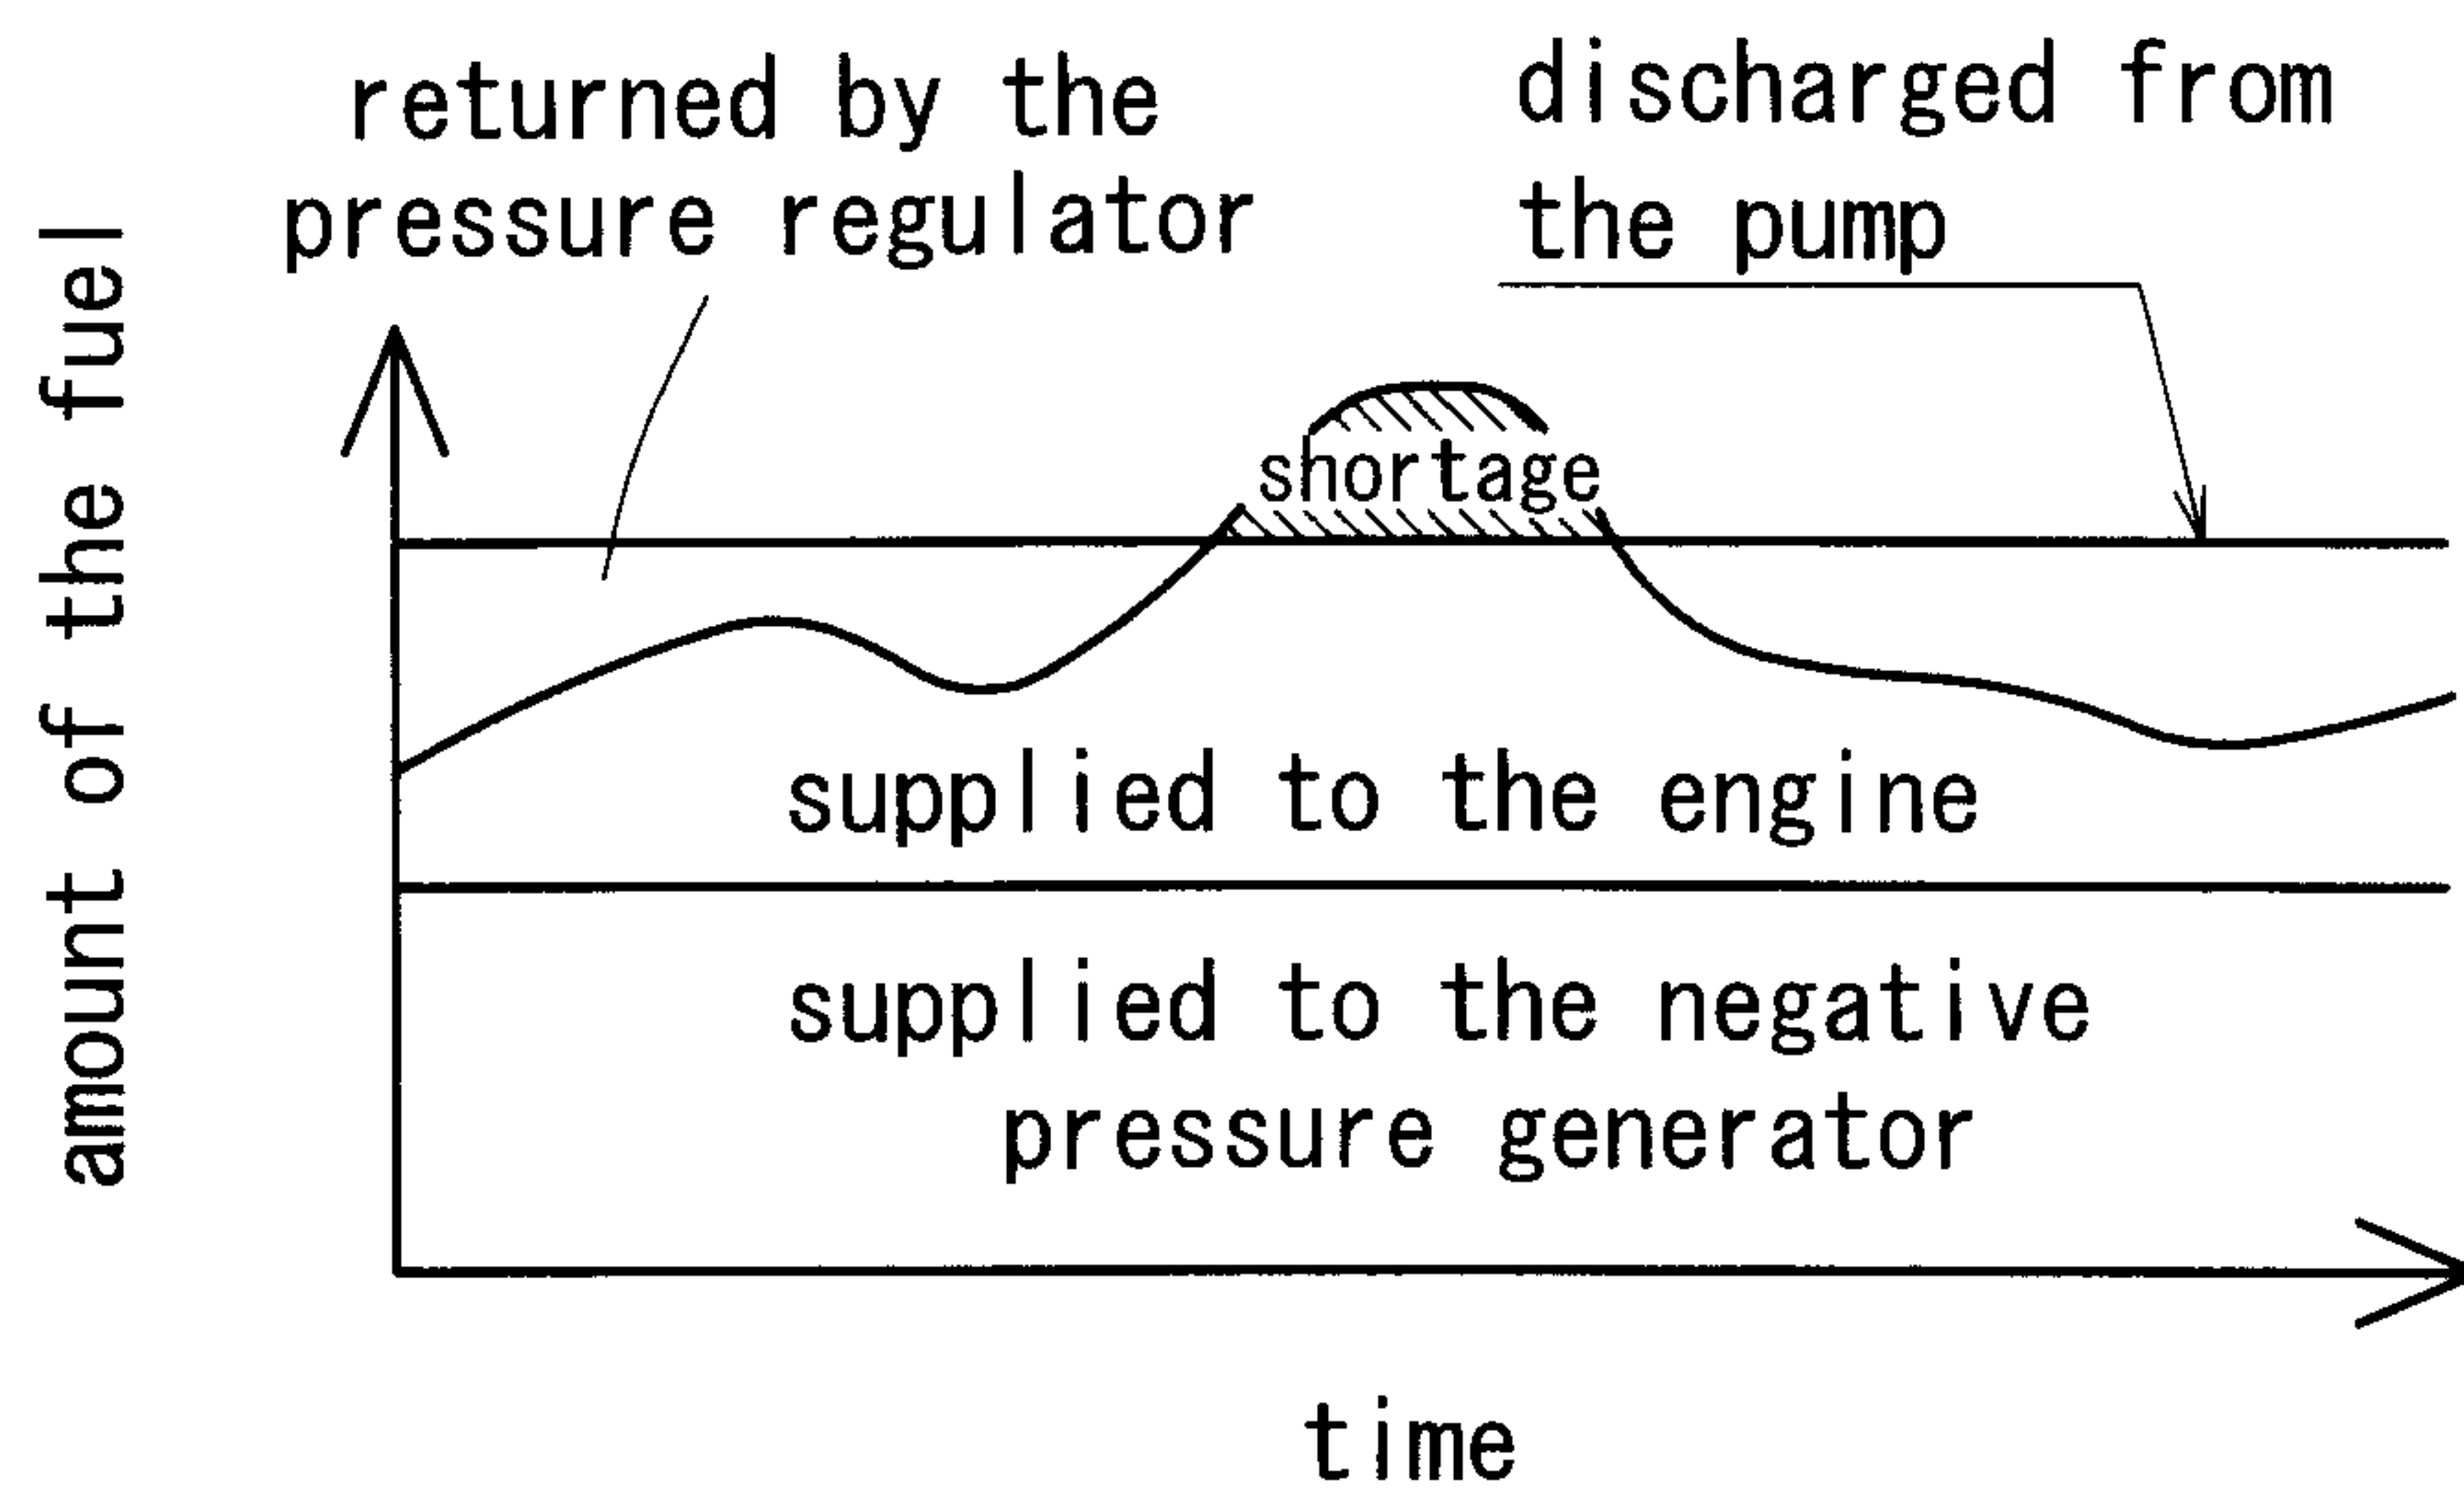 returned by the
pressure regulator
discharged from
the pump
amount of the fuel
shortage
supplied to the engine
supplied to the negative
pressure generator
time